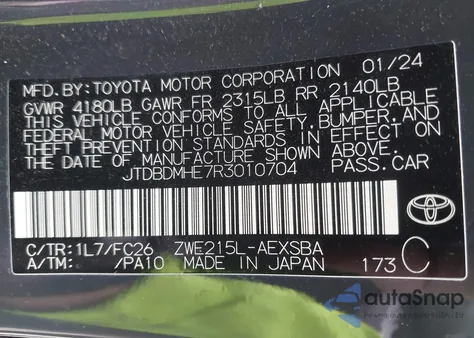 MFD.BY:TOYOTA MOTOR CORPORATION 01/24
GVWR 4180LB GAWR FR 2315LB RR 2140LB
THIS VEHICLE CONFORMS TO ALL APPLICABLE
FEDERAL MOTOR VEHICLE SAFETY, BUMPER, AND
THEFT PREVENTION STANDARDS IN EFFECT ON
THE DATE OF MANUFACTURE SHOWN ABOVE.
JTDBDMHE7R3010704 PASS.CAR
TOYOTA
C/TR:1L7/FC26 ZWE215L-AEXSBA
A/TM: /PA10 MADE IN JAPAN 173 C
autoSnap